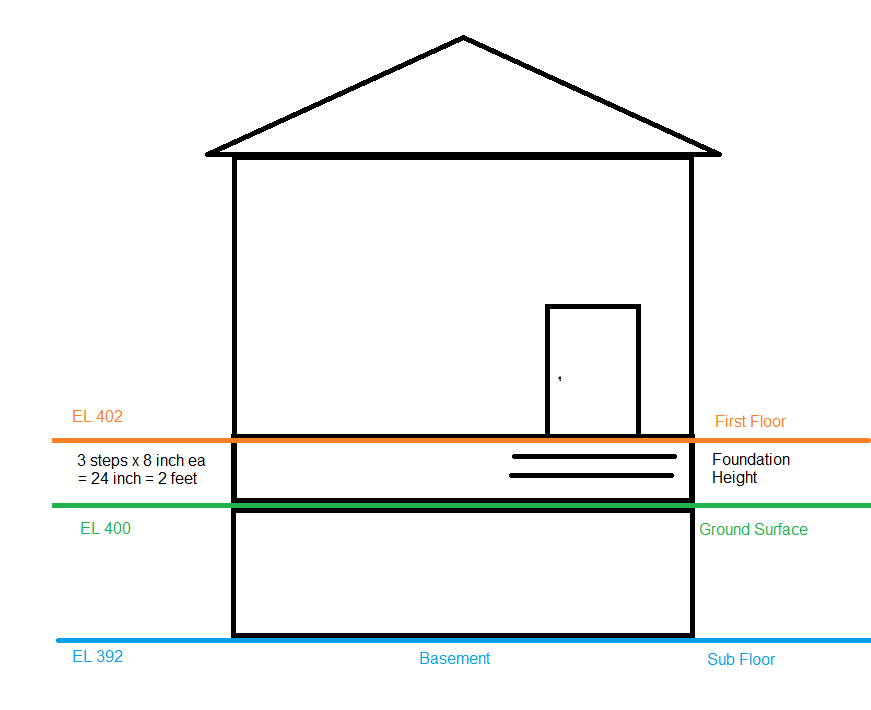 EL 402
First Floor
3 steps x 8 inch ea
= 24 inch = 2 feet
Foundation
Height
EL 400
Ground Surface
EL 392
Basement
Sub Floor